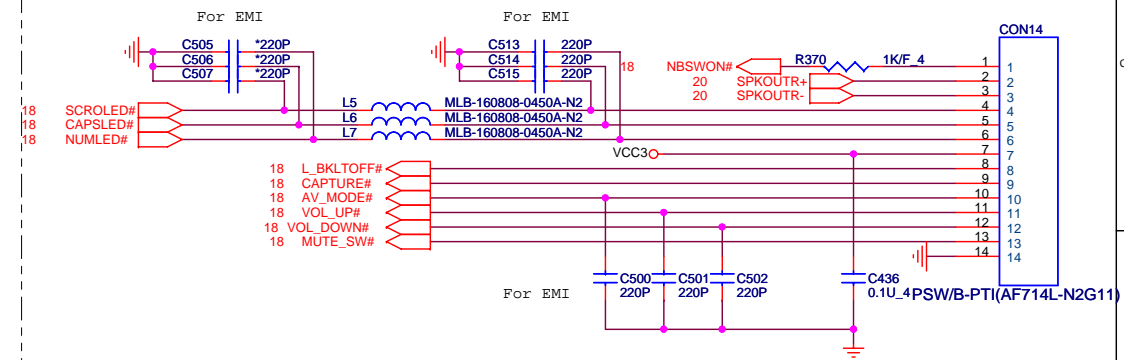 For EMI
For EMI
CON14
C505 *220P
C506 *220P
C507 *220P
C513 220P
C514 220P
C515 220P
18 NBSWON# R370 1K/F_4 1 1
20 SPKOUTR+ 2 2
20 SPKOUTR- 3 3
18 SCROLED# L5 MLB-160808-0450A-N2 4 4
18 CAPSLED# L6 MLB-160808-0450A-N2 5 5
18 NUMLED# L7 MLB-160808-0450A-N2 6 6
VCC3 7 7
18 L_BKLTOFF# 8 8
18 CAPTURE# 9 9
18 AV_MODE# 10 10
18 VOL_UP# 11 11
18 VOL_DOWN# 12 12
18 MUTE_SW# 13 13
14 14
C500 220P
C501 220P
C502 220P
C436 0.1U_4
PSW/B-PTI(AF714L-N2G11)
For EMI